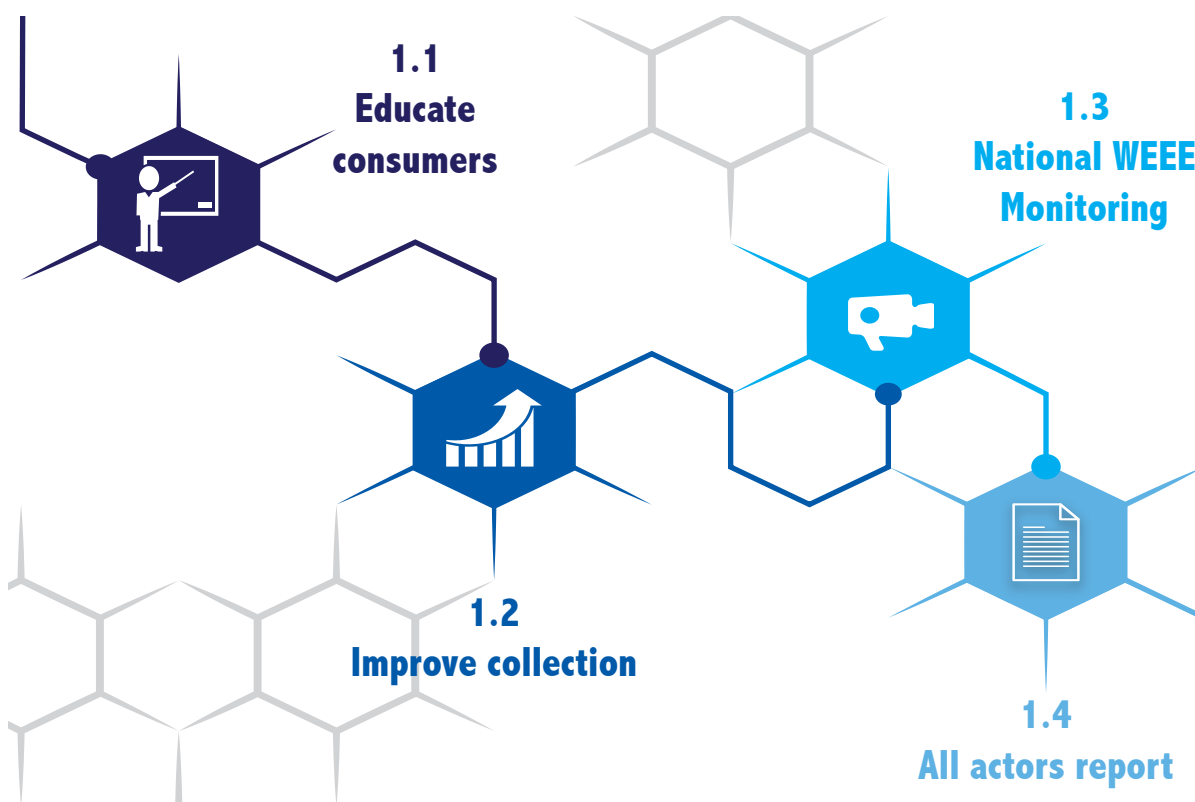 1.1
Educate
consumers
1.2
Improve collection
1.3
National WEEE
Monitoring
1.4
All actors report